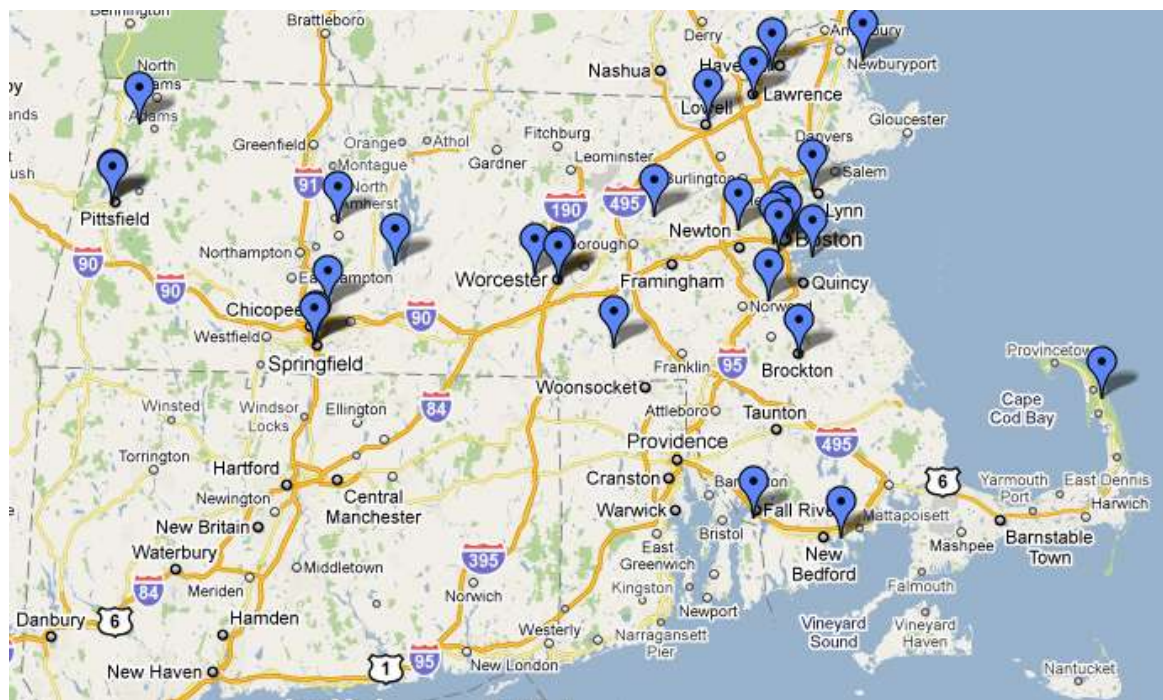 Bennington
Brattleboro
Derry
Nashua
Newburyport
North
Adams
Lowell
Lawrence
Gloucester
Danvers
Fitchburg
Greenfield
Orange
Athol
Gardner
Leominster
Montague
Burlington
Salem
91
North
Amherst
190
495
Lynn
Pittsfield
Northampton
Newton
Boston
90
90
Worcester
Framingham
Quincy
Chicopee
90
Norwood
Westfield
Springfield
Franklin
95
Brockton
Woonsocket
Winsted
Windsor
Locks
Ellington
84
Attleboro
Taunton
Cape
Cod Bay
Providence
495
Torrington
Hartford
Cranston
6
Yarmouth
Port
East Dennis
Newington
Central
Manchester
Warwick
Bristol
Fall River
Mattapoisett
Harwich
New Britain
Barnstable
Town
Waterbury
New
Bedford
Mashpee
East
Greenwich
395
Middletown
84
Meriden
Norwich
Kingston
Newport
Falmouth
Danbury
6
Hamden
Westerly
Narragansett
Pier
Vineyard
Sound
Vineyard
Haven
New Haven
1
95
New London
Nantucket